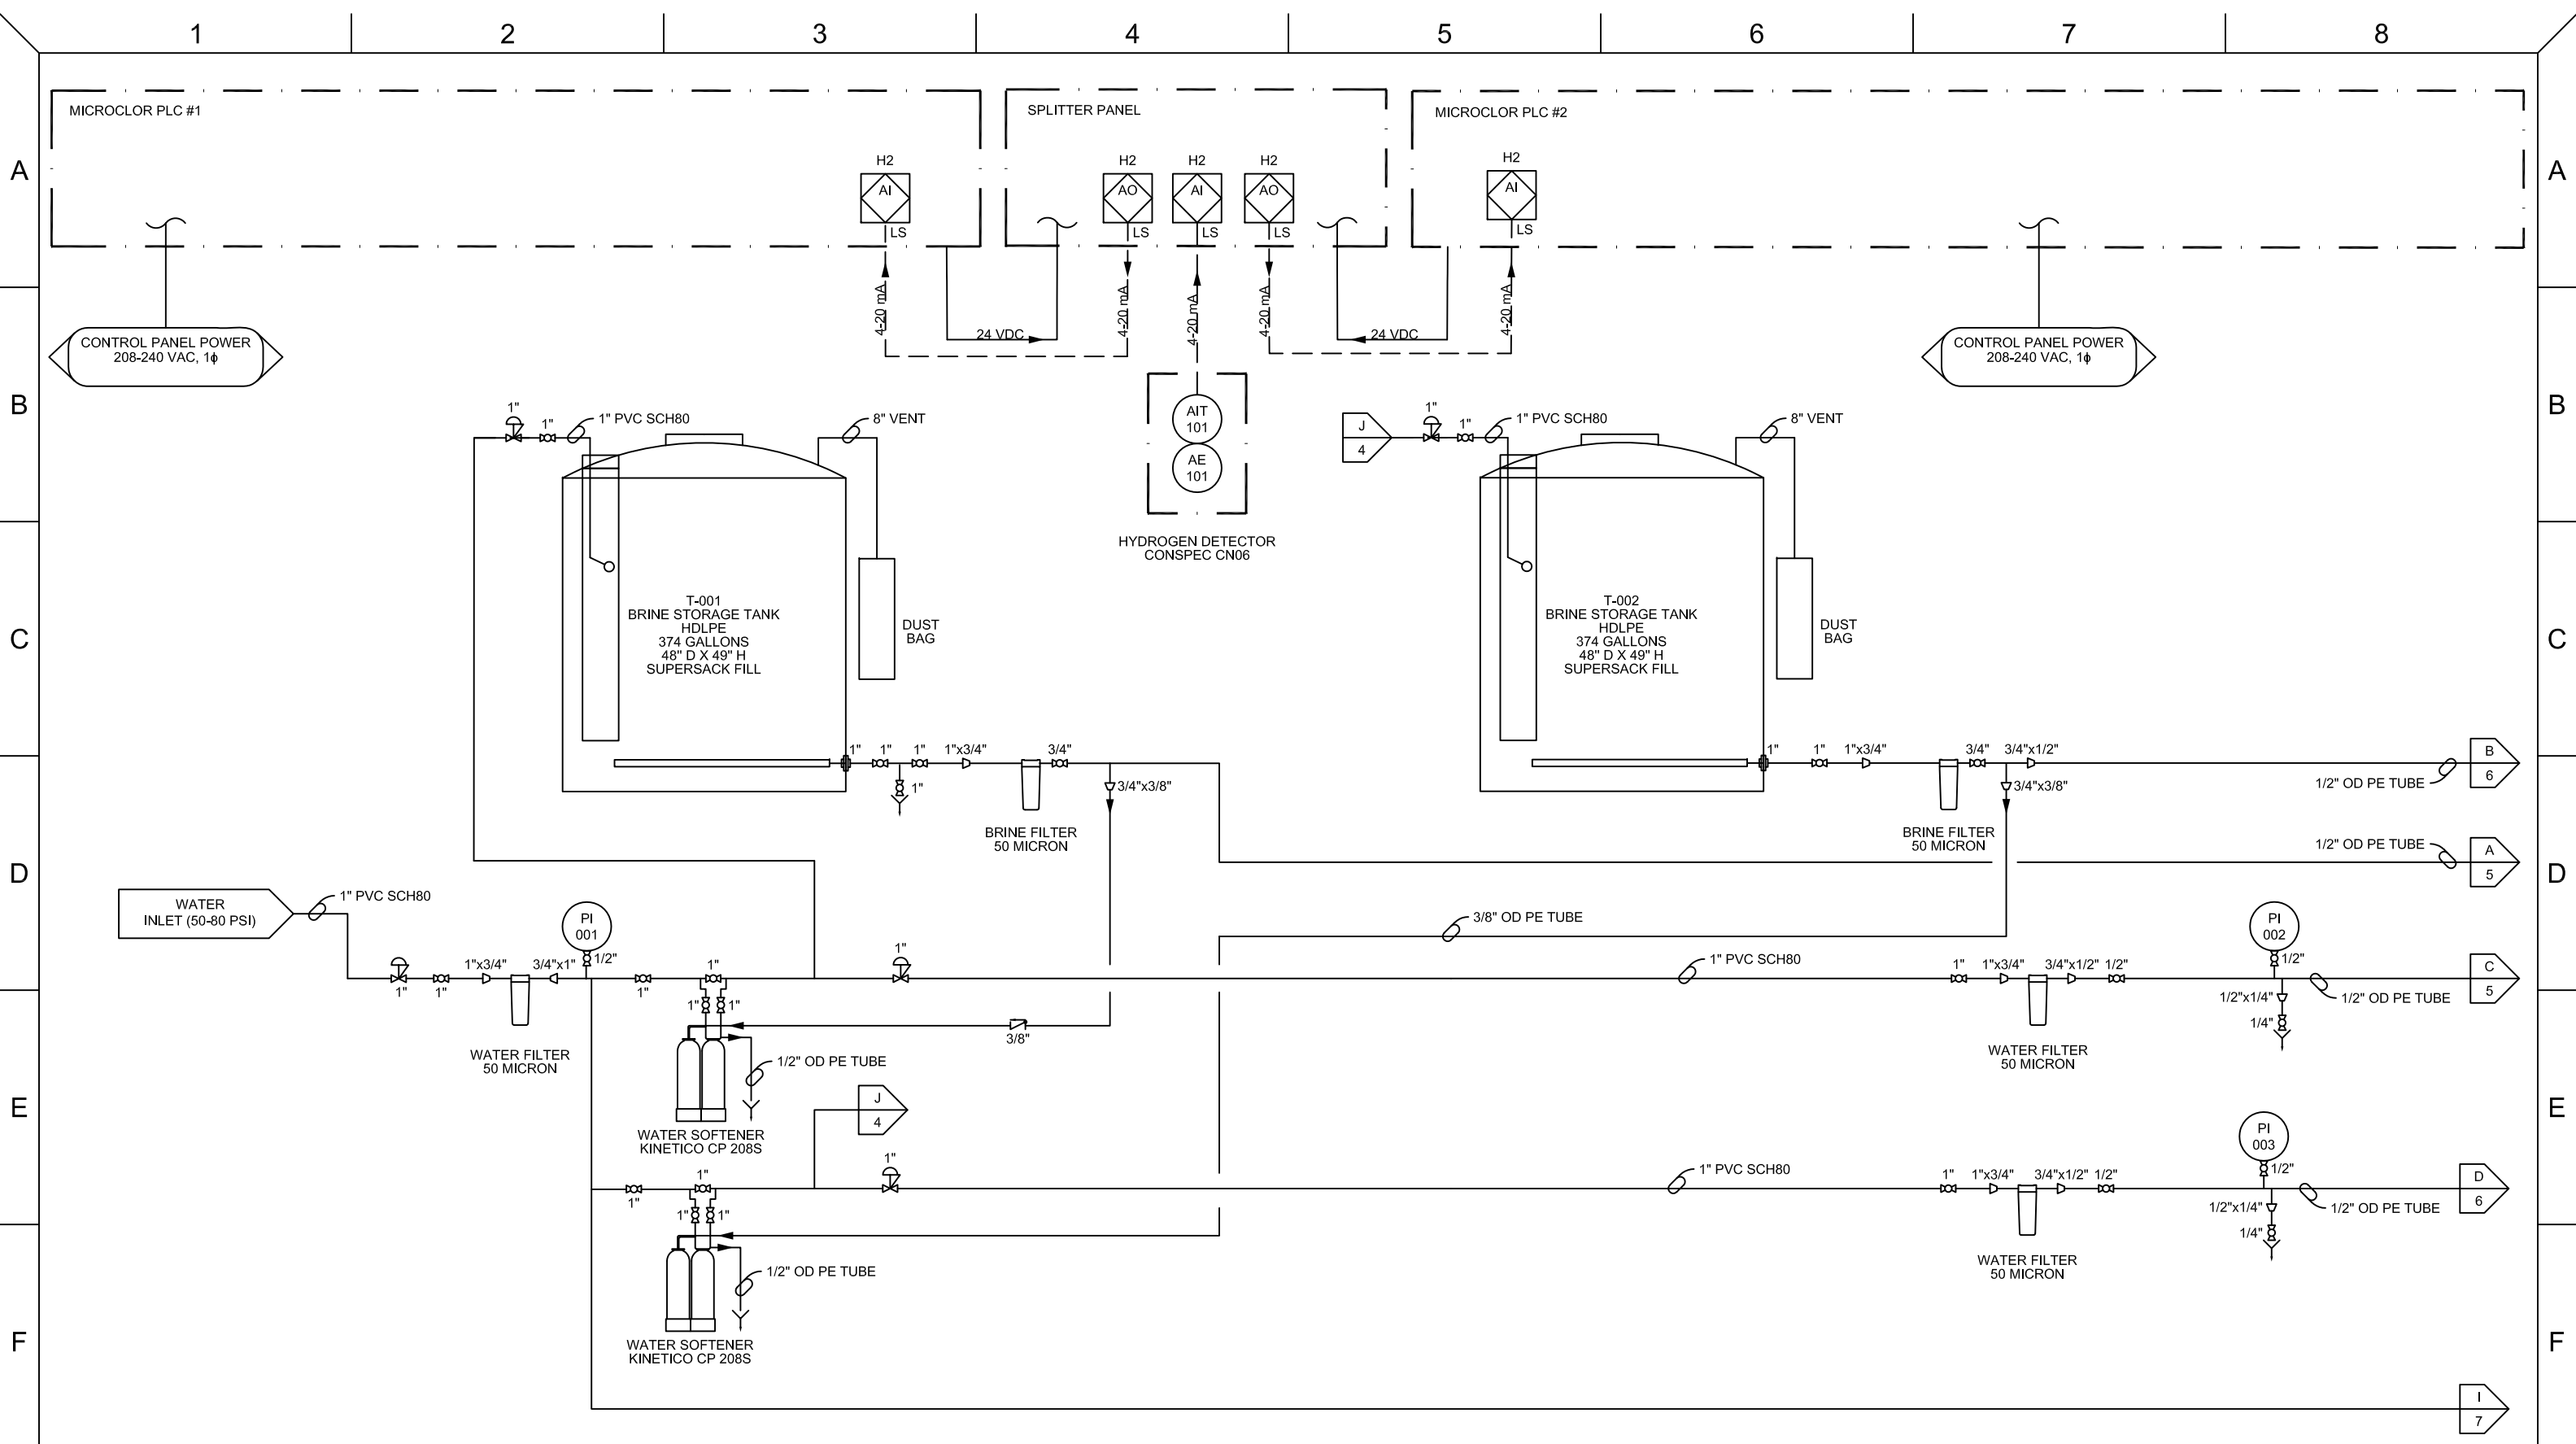 1 2 3 4 5 6 7 8
A A
MICROCLOR PLC #1
SPLITTER PANEL
MICROCLOR PLC #2
H2
AI
LS
H2
AO
LS
H2
AI
LS
H2
AO
LS
H2
AI
LS
4-20 mA
24 VDC
4-20 mA
4-20 mA
4-20 mA
24 VDC
4-20 mA
CONTROL PANEL POWER
208-240 VAC, 1ϕ
CONTROL PANEL POWER
208-240 VAC, 1ϕ
B B
1"
1"
1" PVC SCH80
8" VENT
AIT
101
AE
101
HYDROGEN DETECTOR
CONSPEC CN06
J
4
1"
1"
1" PVC SCH80
8" VENT
C C
T-001
BRINE STORAGE TANK
HDLPE
374 GALLONS
48" D X 49" H
SUPERSACK FILL
DUST
BAG
T-002
BRINE STORAGE TANK
HDLPE
374 GALLONS
48" D X 49" H
SUPERSACK FILL
DUST
BAG
1" 1" 1" 1"x3/4" 3/4"
1"
3/4"x3/8"
BRINE FILTER
50 MICRON
1" 1" 1"x3/4" 3/4" 3/4"x1/2"
3/4"x3/8"
BRINE FILTER
50 MICRON
1/2" OD PE TUBE
B
6
1/2" OD PE TUBE
A
5
D D
WATER
INLET (50-80 PSI)
1" PVC SCH80
PI
001
1/2"
1" 1" 1"x3/4" 3/4"x1" 1" 1"
1"
3/8" OD PE TUBE
1" PVC SCH80
1" 1"x3/4" 3/4"x1/2" 1/2"
PI
002
1/2"
C
5
1/2" OD PE TUBE
1/2"x1/4"
1/4"
WATER FILTER
50 MICRON
1" 1"
3/8"
1/2" OD PE TUBE
WATER FILTER
50 MICRON
E E
J
4
WATER SOFTENER
KINETICO CP 208S
1"
1"
1"
1" 1"
1" PVC SCH80
1" 1"x3/4" 3/4"x1/2" 1/2"
PI
003
1/2"
D
6
1/2" OD PE TUBE
1/2"x1/4"
1/4"
WATER FILTER
50 MICRON
1/2" OD PE TUBE
F F
WATER SOFTENER
KINETICO CP 208S
I
7